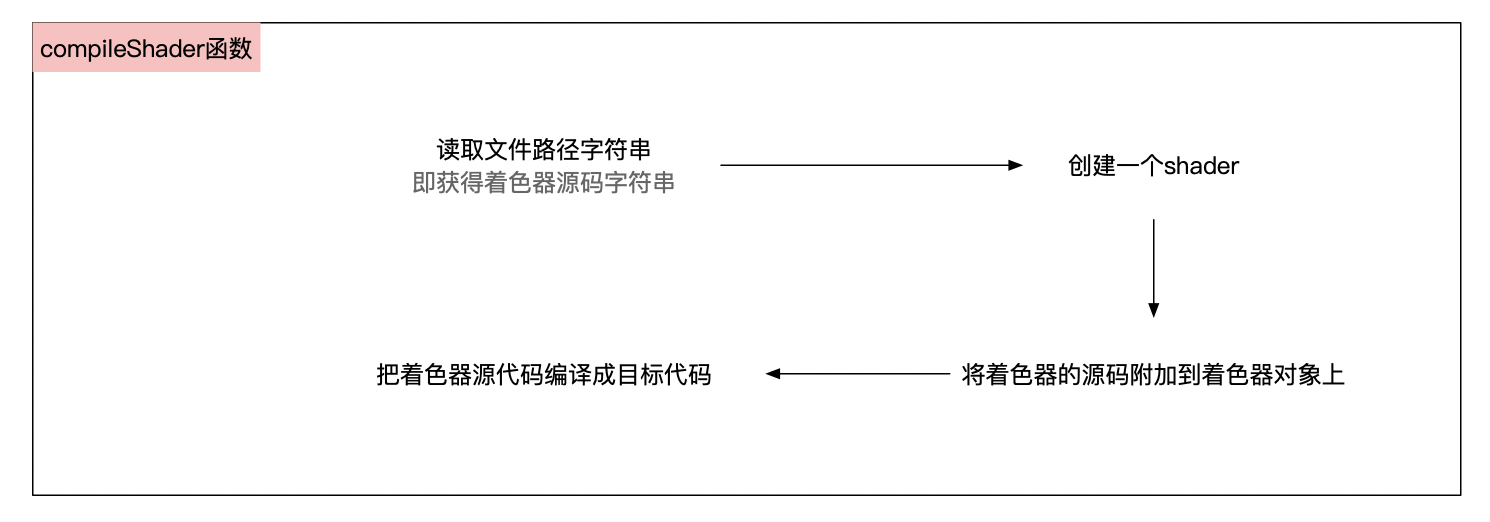 compileShader函数
读取文件路径字符串
即获得着色器源码字符串
创建一个shader
将着色器的源码附加到着色器对象上
把着色器源代码编译成目标代码